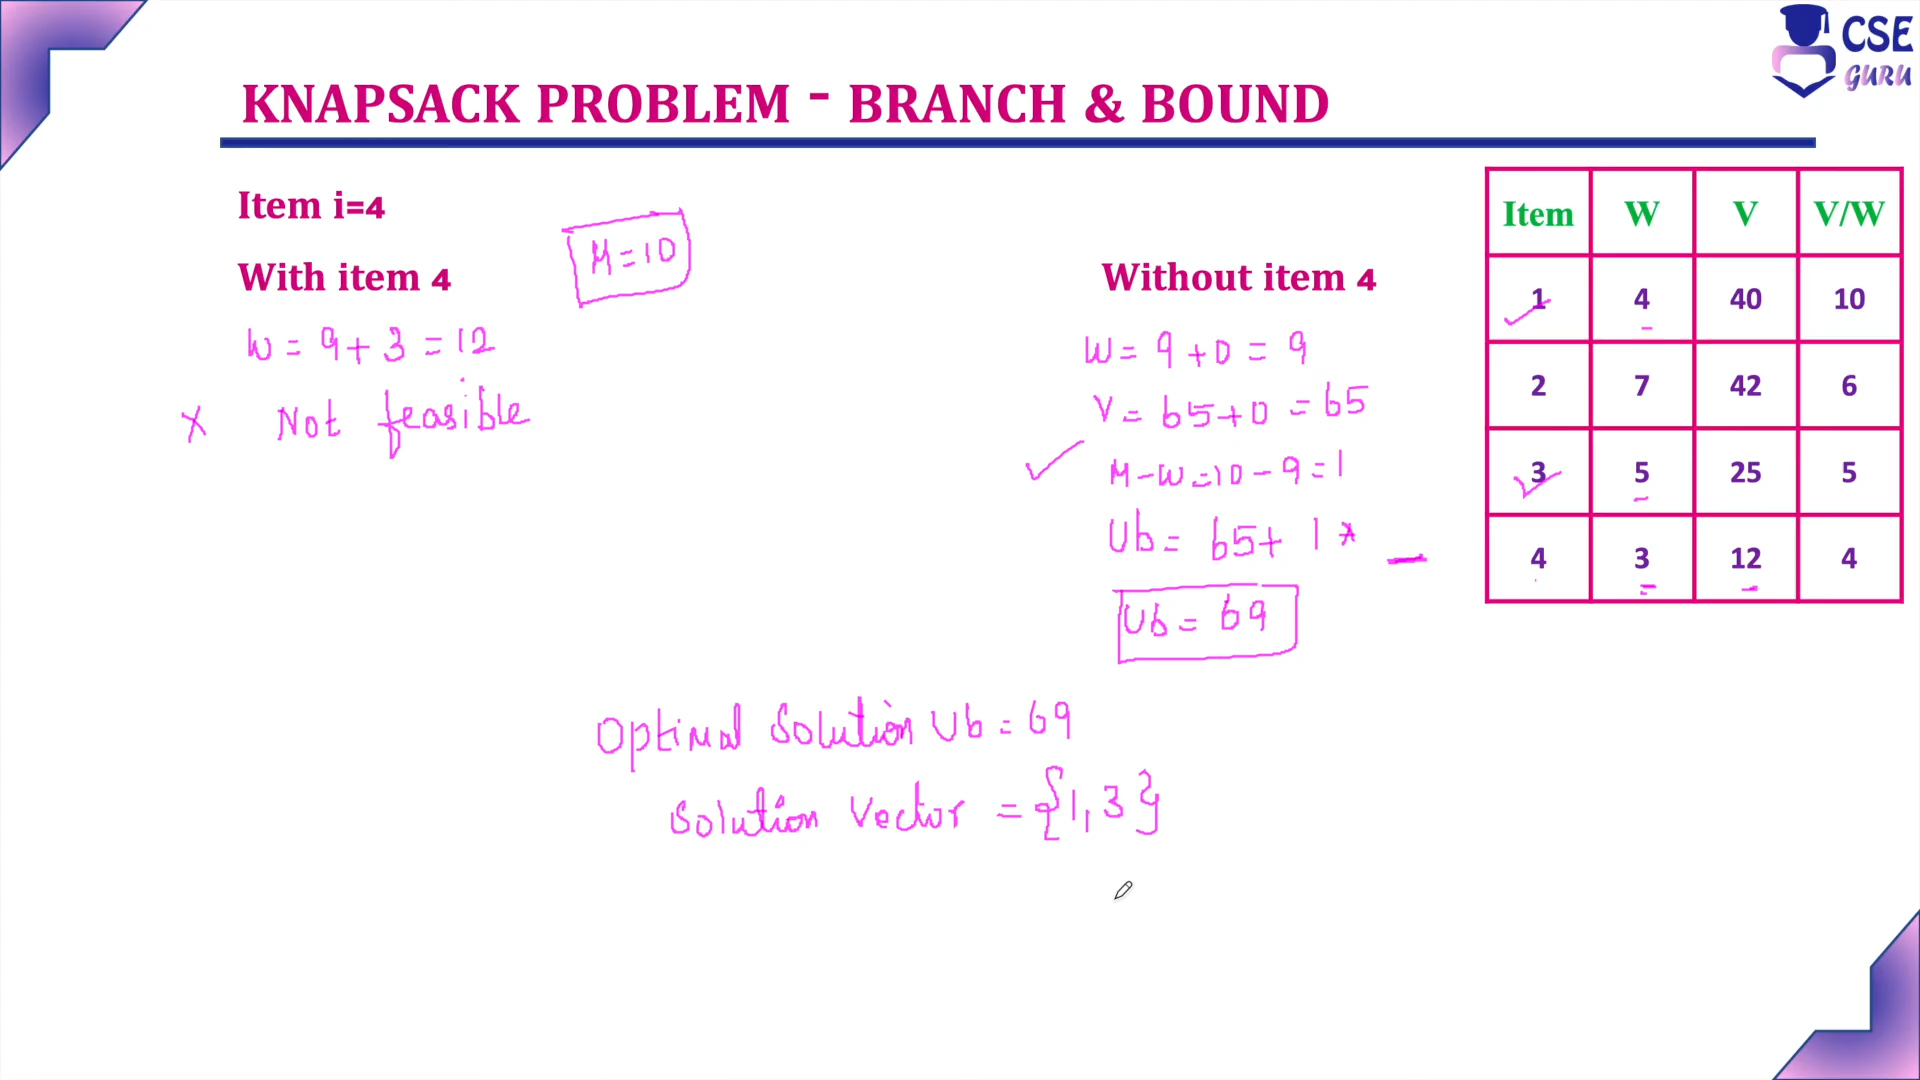 CSE
GURU
KNAPSACK PROBLEM - BRANCH & BOUND
Item i=4
M=10
With item 4
W = 9+ 3 = 12
X Not feasible
Without item 4
W= 9 +0 = 9
V= 65+0 = 65
M-W=10-9=1
Ub= 65+ 1*
Ub= 69
Item W V V/W
1 4 40 10
2 7 42 6
3 5 25 5
4 3 12 4
Optimal Solution Ub=69
Solution Vector = {1,3}